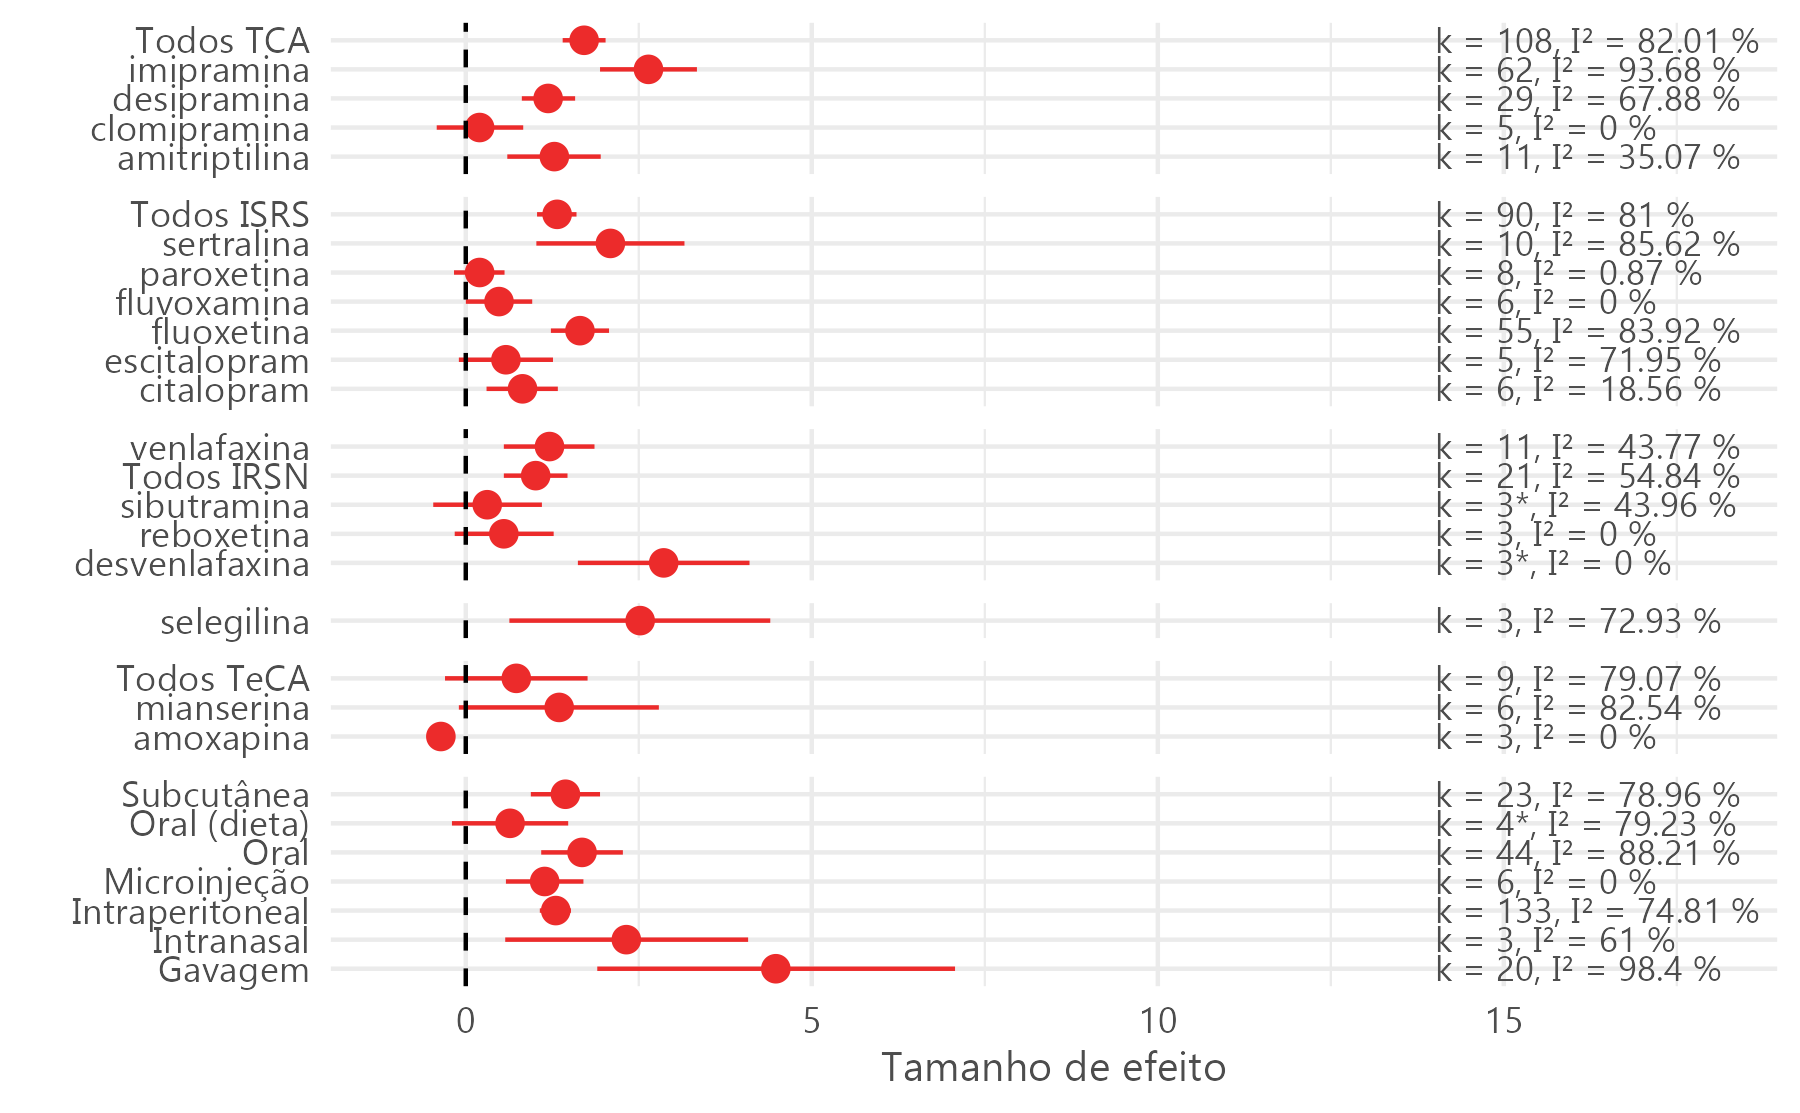 Todos TCA k = 108, I² = 82.01 %
imipramina k = 62, I² = 93.68 %
desipramina k = 29, I² = 67.88 %
clomipramina k = 5, I² = 0 %
amitriptilina k = 11, I² = 35.07 %
Todos ISRS k = 90, I² = 81 %
sertralina k = 10, I² = 85.62 %
paroxetina k = 8, I² = 0.87 %
fluvoxamina k = 6, I² = 0 %
fluoxetina k = 55, I² = 83.92 %
escitalopram k = 5, I² = 71.95 %
citalopram k = 6, I² = 18.56 %
venlafaxina k = 11, I² = 43.77 %
Todos IRSN k = 21, I² = 54.84 %
sibutramina k = 3*, I² = 43.96 %
reboxetina k = 3, I² = 0 %
desvenlafaxina k = 3*, I² = 0 %
selegilina k = 3, I² = 72.93 %
Todos TeCA k = 9, I² = 79.07 %
mianserina k = 6, I² = 82.54 %
amoxapina k = 3, I² = 0 %
Subcutânea k = 23, I² = 78.96 %
Oral (dieta) k = 4*, I² = 79.23 %
Oral k = 44, I² = 88.21 %
Microinjeção k = 6, I² = 0 %
Intraperitoneal k = 133, I² = 74.81 %
Intranasal k = 3, I² = 61 %
Gavagem k = 20, I² = 98.4 %
0 5 10 15
Tamanho de efeito